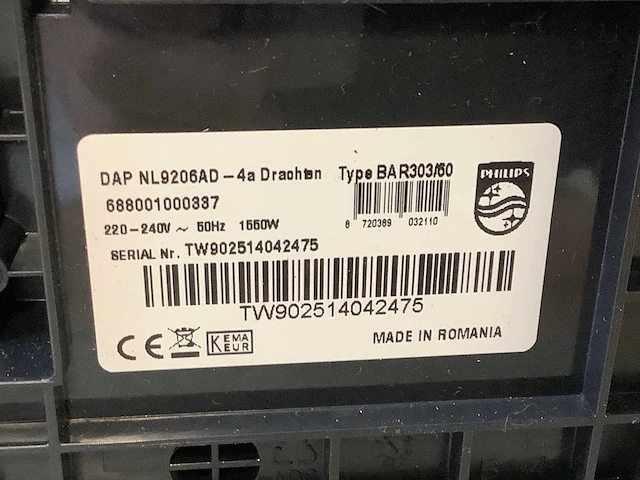 DAP NL9206AD - 4a Drachten Type BAR303/60
PHILIPS
688001000337
8 720389 032110
220-240V ~ 50Hz 1550W
SERIAL Nr. TW902514042475
TW902514042475
CE KEMA EUR
MADE IN ROMANIA